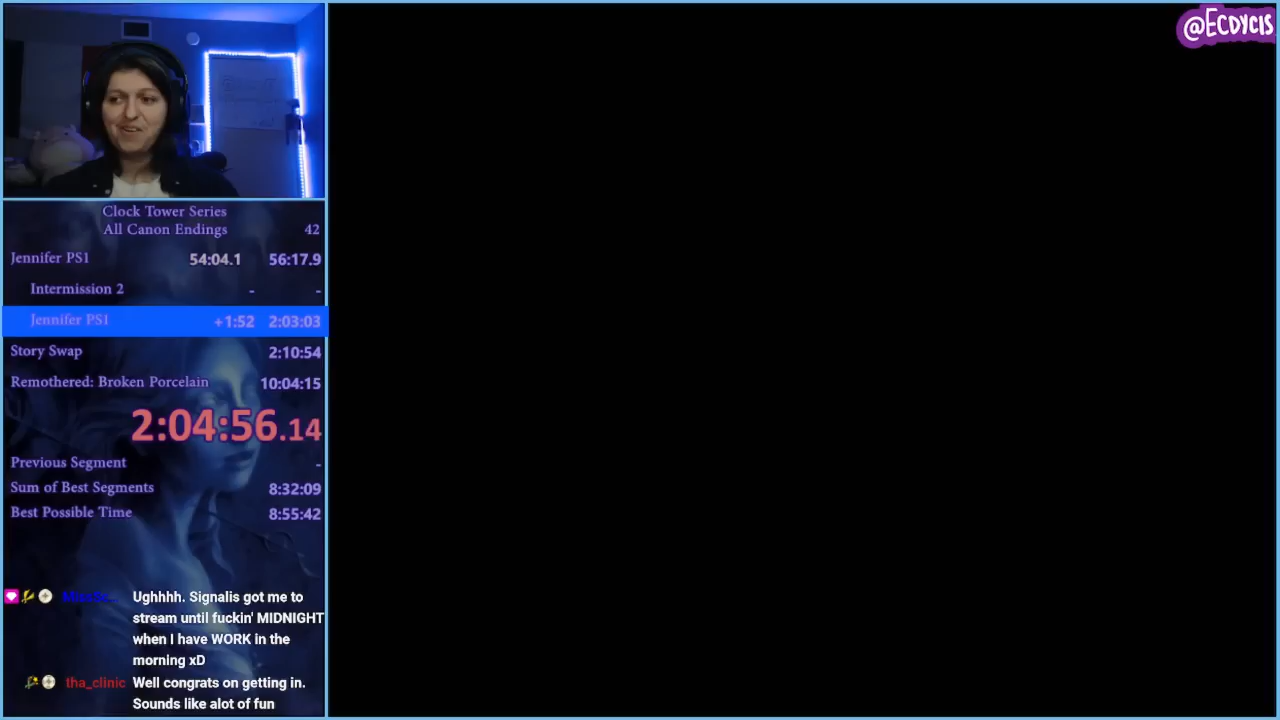 @ECDYCIS
Clock Tower Series
All Canon Endings 42
Jennifer PS1 54:04.1 56:17.9
Intermission 2 - -
Jennifer PS1 +1:52 2:03:03
Story Swap 2:10:54
Remothered: Broken Porcelain 10:04:15
2:04:56.14
Previous Segment -
Sum of Best Segments 8:32:09
Best Possible Time 8:55:42
Ughhhh. Signalis got me to
stream until fuckin' MIDNIGHT
when I have WORK in the
morning xD
tha_clinic Well congrats on getting in.
Sounds like alot of fun